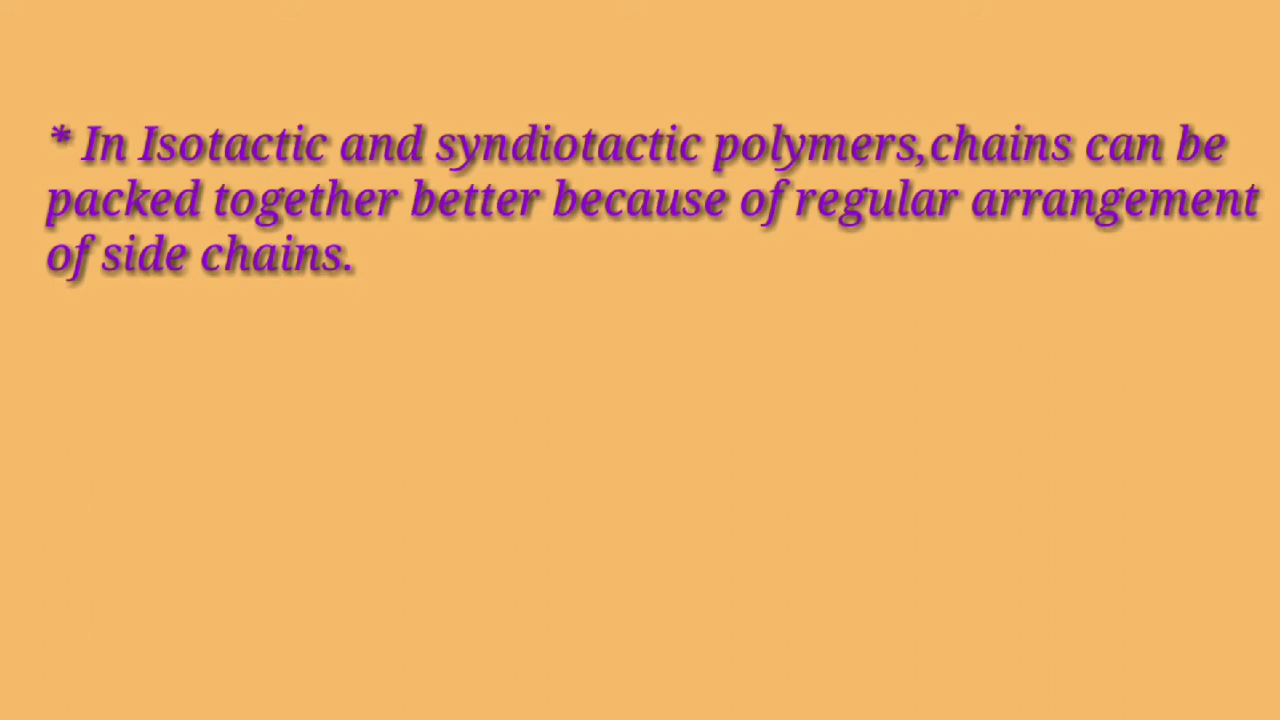 * In Isotactic and syndiotactic polymers,chains can be
packed together better because of regular arrangement
of side chains.